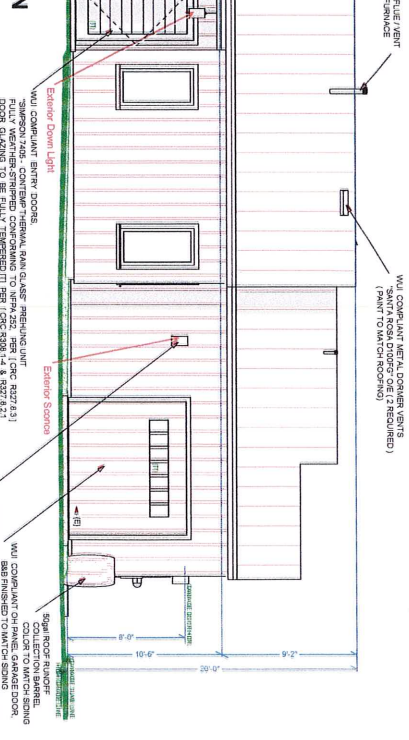 FLUE / VENT
FURNACE
WUI COMPLIANT METAL DORMER VENTS
"SANTA ROSA D100FG" O/E ( 2 REQUIRED )
( PAINT TO MATCH ROOFING)
9'-2"
20'-0"
10'-6"
8'-0"
Exterior Down Light
Exterior Sconce
[T]
(E)
N
WUI COMPLIANT ENTRY DOORS,
"SIMPSON 7405 - CONTEMP THERMAL RAIN GLASS" PREHUNG UNIT
FULLY WEATHER-STRIPPED CONFORMING TO NFPA 252, PER [ CRC R327.8.3 ]
DOOR GLAZING TO BE FULLY TEMPERED [T] PER [ CRC R308.1-4 & R327.8.2.1
50gal ROOF RUNOFF
COLLECTION BARREL
COLOR TO MATCH SIDING
WUI COMPLIANT OH PANEL GARAGE DOOR,
B&B FINISHED TO MATCH SIDING